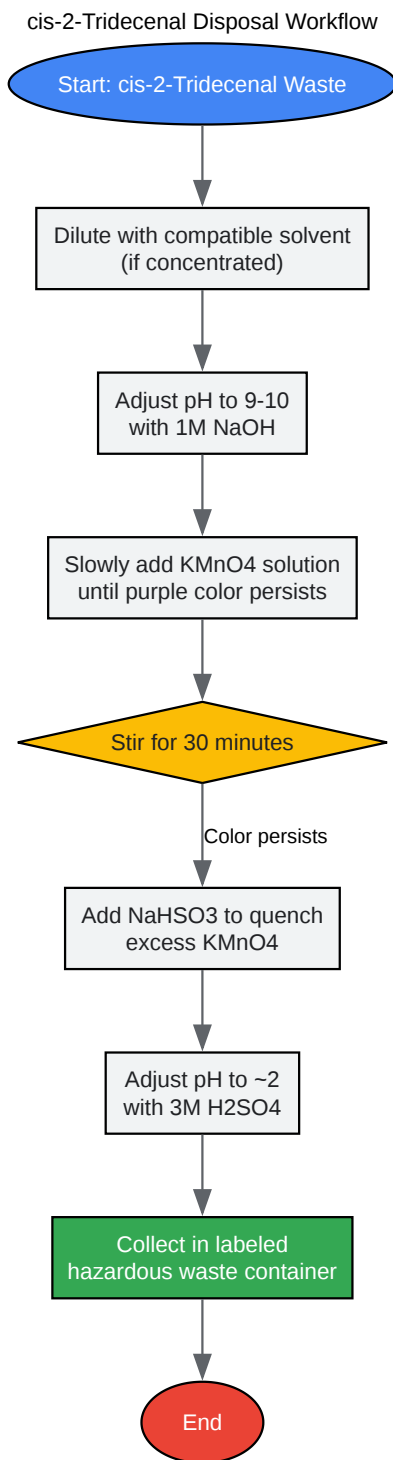 cis-2-Tridecenal Disposal Workflow
Start: cis-2-Tridecenal Waste
Dilute with compatible solvent
(if concentrated)
Adjust pH to 9-10
with 1M NaOH
Slowly add KMnO4 solution
until purple color persists
Stir for 30 minutes
Color persists
Add NaHSO3 to quench
excess KMnO4
Adjust pH to ~2
with 3M H2SO4
Collect in labeled
hazardous waste container
End